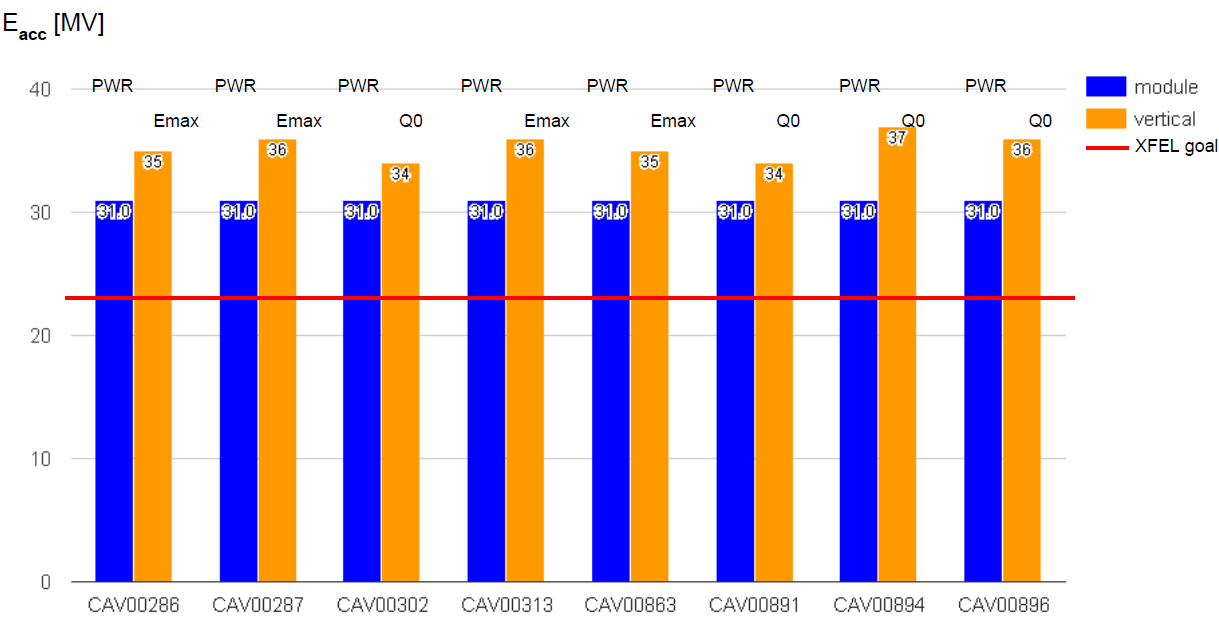 E_acc [MV]
40 PWR PWR PWR PWR PWR PWR PWR PWR
module
Emax Emax Q0 Emax Emax Q0 Q0 Q0
vertical
XFEL goal
35 36 34 36 35 34 37 36
30 31.0 31.0 31.0 31.0 31.0 31.0 31.0 31.0
20
10
0
CAV00286 CAV00287 CAV00302 CAV00313 CAV00863 CAV00891 CAV00894 CAV00896